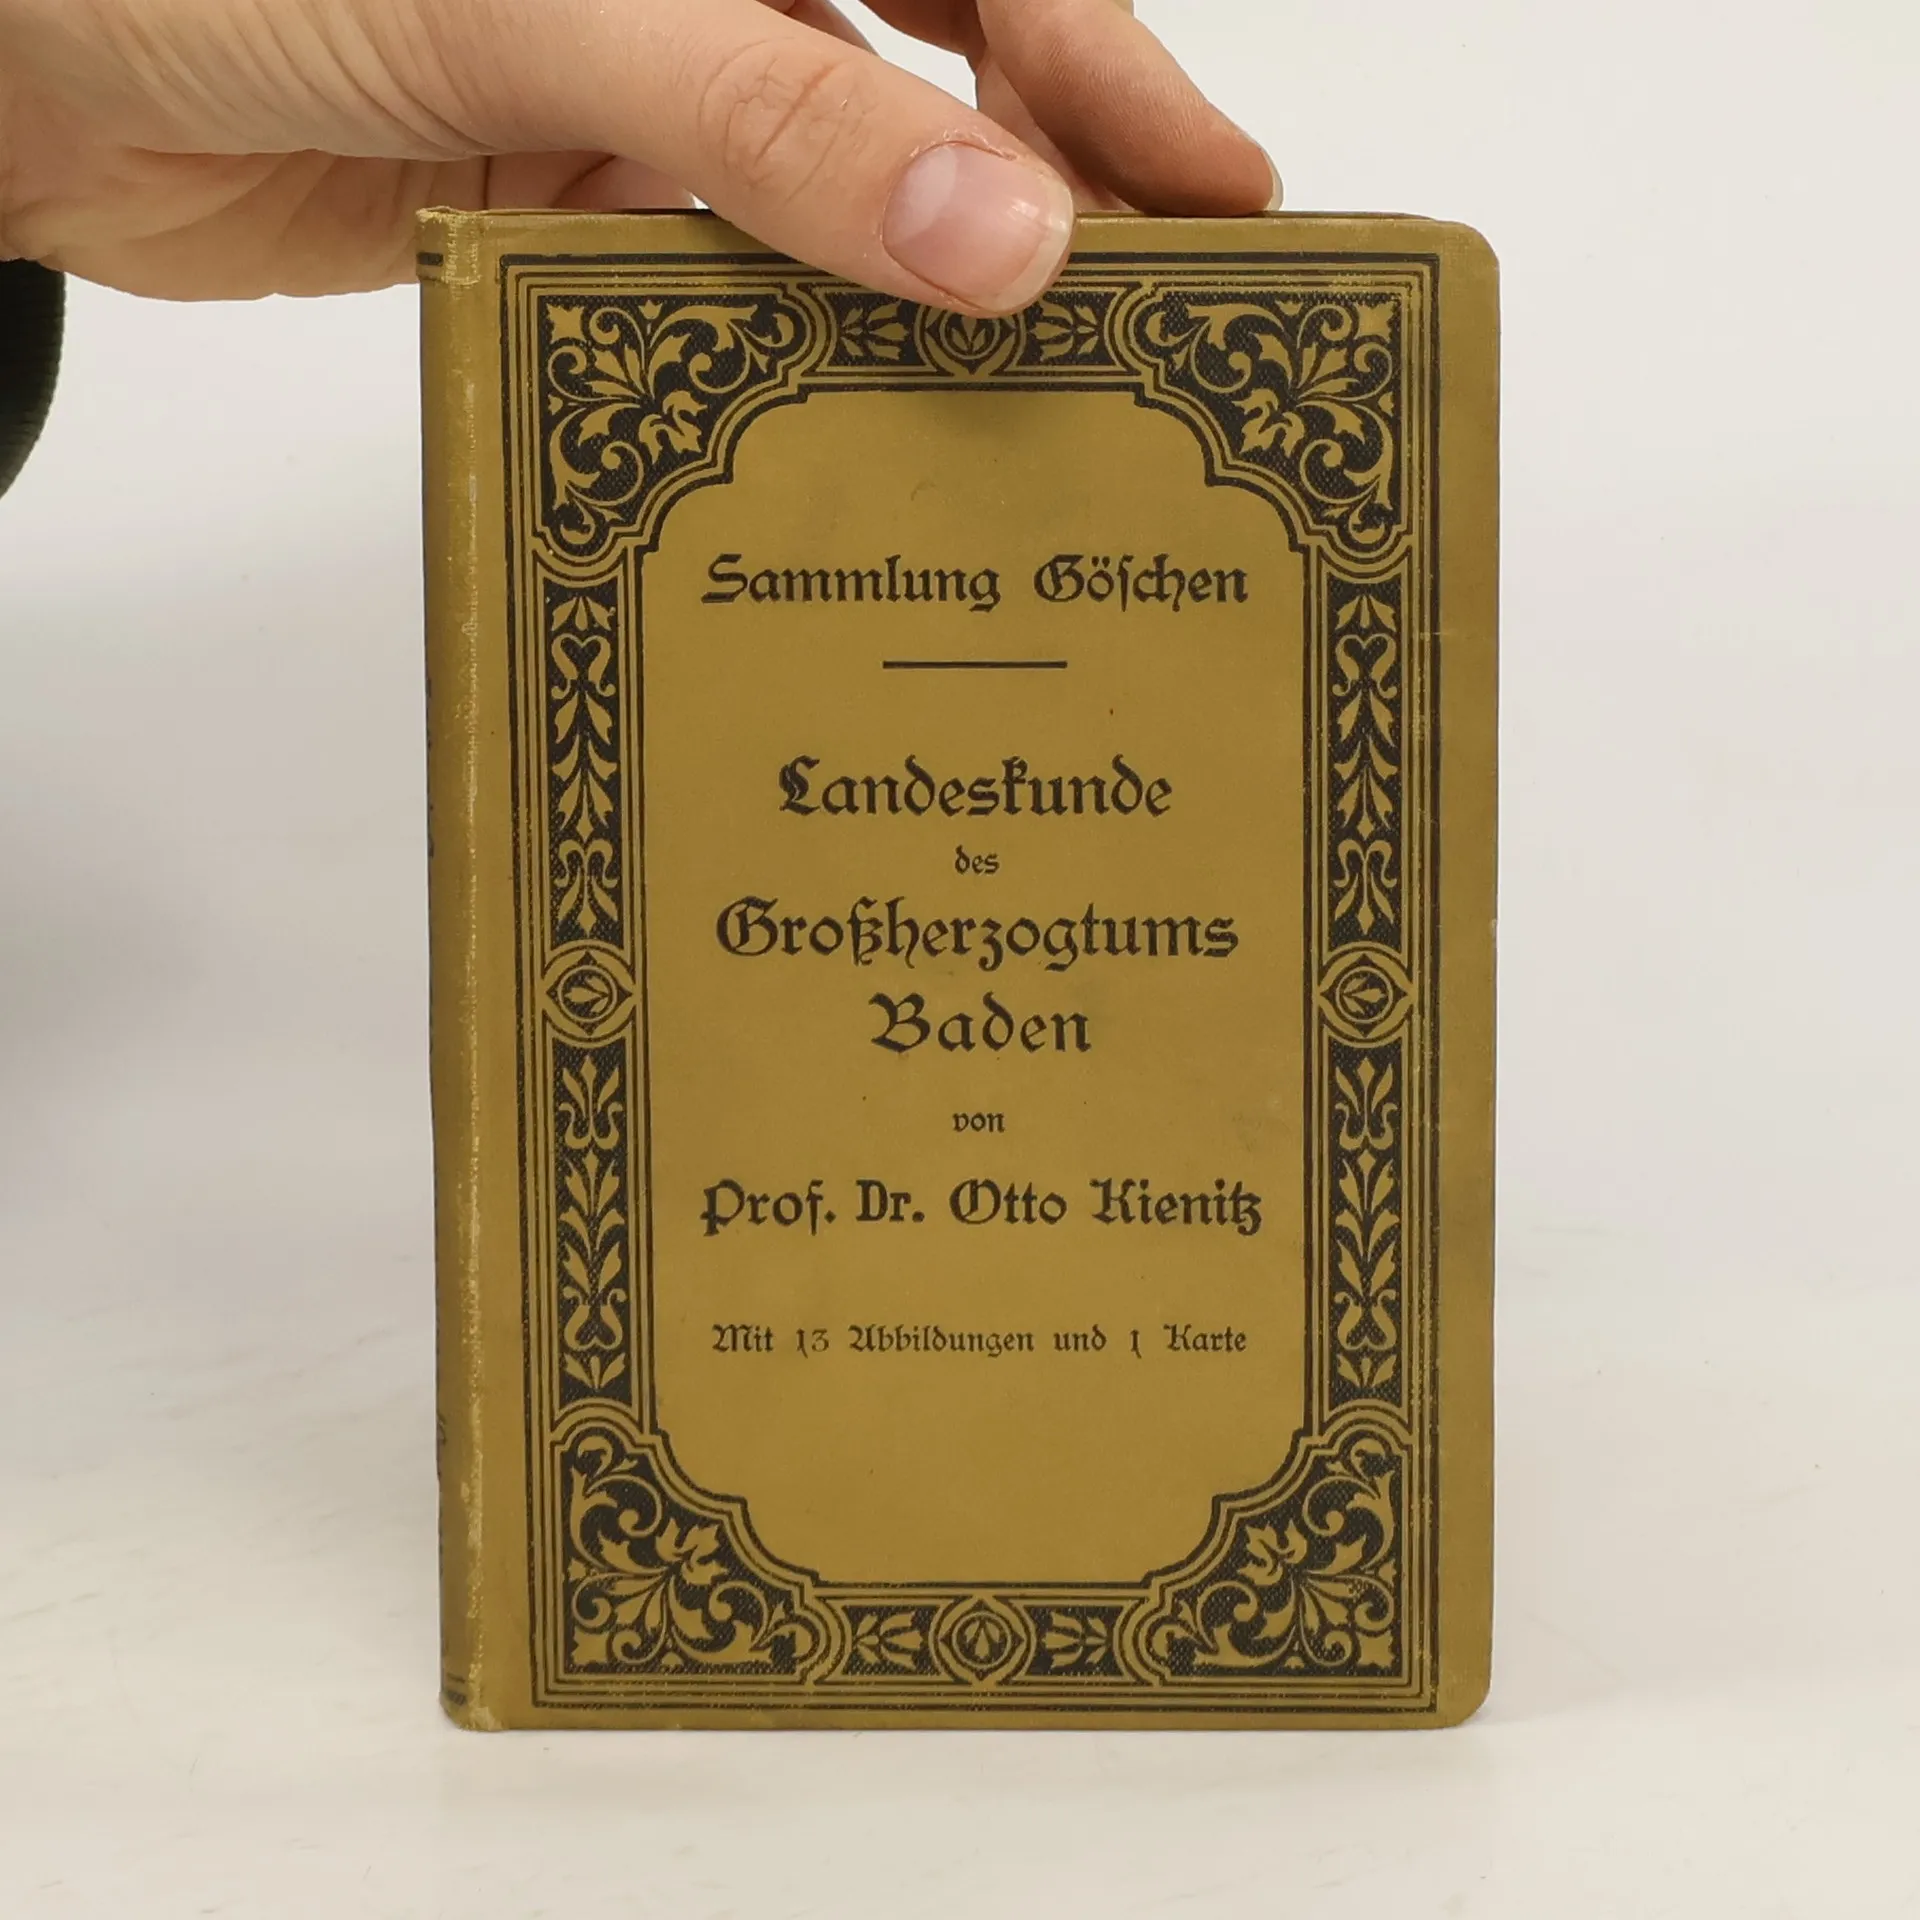 Sammlung Göſchen
Landeskunde
des
Großherzogtums
Baden
von
Prof. Dr. Otto Kienitz
Mit 13 Abbildungen und 1 Karte